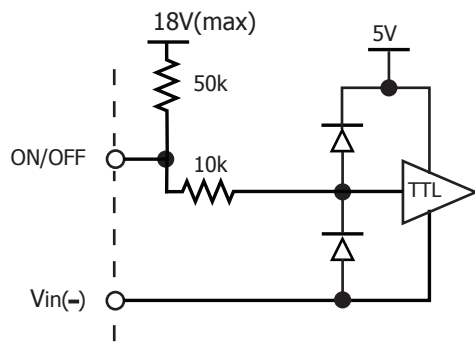 18V(max)
5V
50k
ON/OFF
10k
TTL
Vin(-)